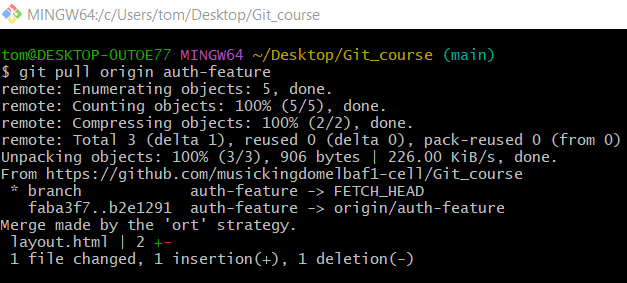 MINGW64:/c/Users/tom/Desktop/Git_course
tom@DESKTOP-OUTOE77 MINGW64 ~/Desktop/Git_course (main)
$ git pull origin auth-feature
remote: Enumerating objects: 5, done.
remote: Counting objects: 100% (5/5), done.
remote: Compressing objects: 100% (2/2), done.
remote: Total 3 (delta 1), reused 0 (delta 0), pack-reused 0 (from 0)
Unpacking objects: 100% (3/3), 906 bytes | 226.00 KiB/s, done.
From https://github.com/musickingdomelbaf1-cell/Git_course
 * branch            auth-feature -> FETCH_HEAD
   faba3f7..b2e1291  auth-feature -> origin/auth-feature
Merge made by the 'ort' strategy.
 layout.html | 2 +-
 1 file changed, 1 insertion(+), 1 deletion(-)